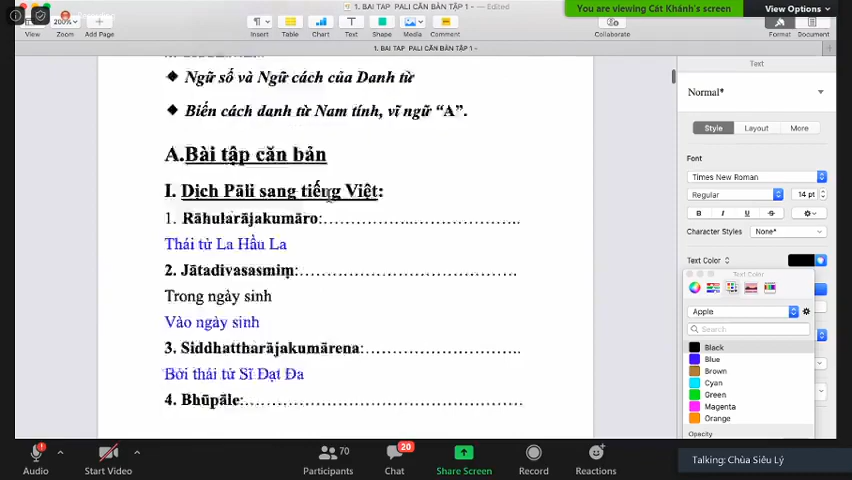 1. BAI TAP PALI CĂN BẢN TẬP 1 - — Edited
You are viewing Cát Khánh's screen
View Options
200%
View
Zoom
Add Page
Insert
Table
Chart
Text
Shape
Media
Comment
Collaborate
Format
Document
1. BAI TAP PALI CĂN BẢN TẬP 1 -
❖ Ngữ số và Ngữ cách của Danh từ
❖ Biến cách danh từ Nam tính, vĩ ngữ “A”.
A.Bài tập căn bản
I. Dịch Pāli sang tiếng Việt:
1. Rāhularājakumāro:……………...…………………..
Thái tử La Hầu La
2. Jātadivasasmiṃ:……………………………………….
Trong ngày sinh
Vào ngày sinh
3. Siddhattharājakumārena:……………………………..
Bởi thái tử Sĩ Đạt Đa
4. Bhūpāle:……………………………………………….
Text
Normal*
Style
Layout
More
Font
Times New Roman
Regular
14 pt
B
I
U
S
Character Styles
None*
Text Color
Text Color
Apple
Search
Black
Blue
Brown
Cyan
Green
Magenta
Orange
Opacity
Audio
Start Video
70
Participants
20
Chat
Share Screen
Record
Reactions
Talking: Chùa Siêu Lý